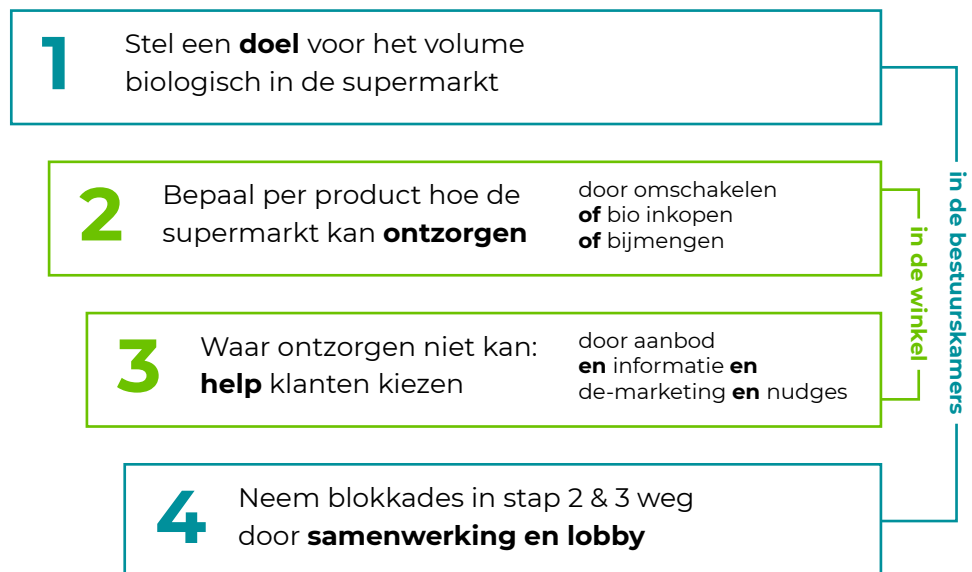 1
Stel een doel voor het volume
biologisch in de supermarkt
2
Bepaal per product hoe de
supermarkt kan ontzorgen
door omschakelen
of bio inkopen
of bijmengen
3
Waar ontzorgen niet kan:
help klanten kiezen
door aanbod
en informatie en
de-marketing en nudges
4
Neem blokkades in stap 2 & 3 weg
door samenwerking en lobby
in de winkel
in de bestuurskamers